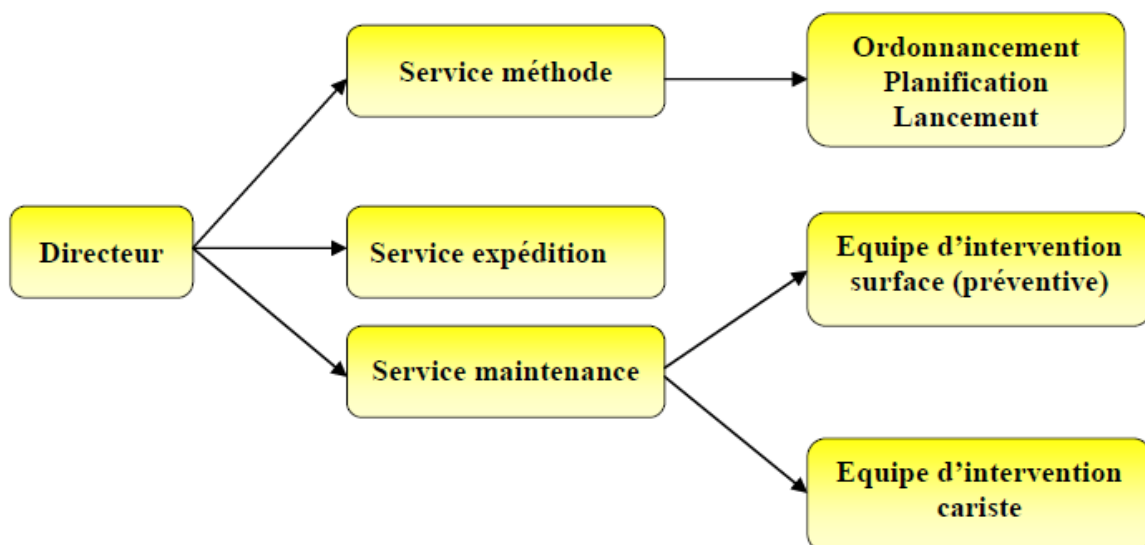 Service méthode
Ordonnancement
Planification
Lancement
Directeur
Service expédition
Equipe d’intervention
surface (préventive)
Service maintenance
Equipe d’intervention
cariste